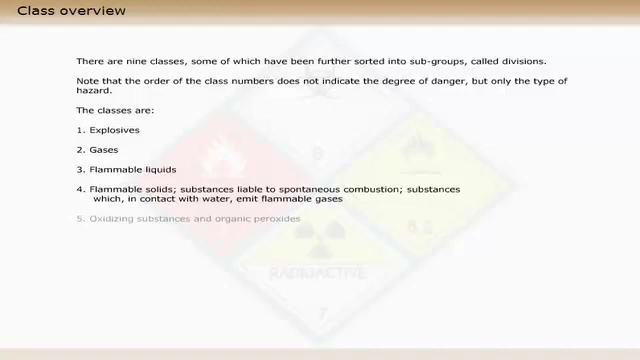 Class overview
There are nine classes, some of which have been further sorted into sub-groups, called divisions.
Note that the order of the class numbers does not indicate the degree of danger, but only the type of
hazard.
The classes are:
1. Explosives
2. Gases
3. Flammable liquids
4. Flammable solids; substances liable to spontaneous combustion; substances
which, in contact with water, emit flammable gases
5. Oxidizing substances and organic peroxides
RADIOACTIVE
7